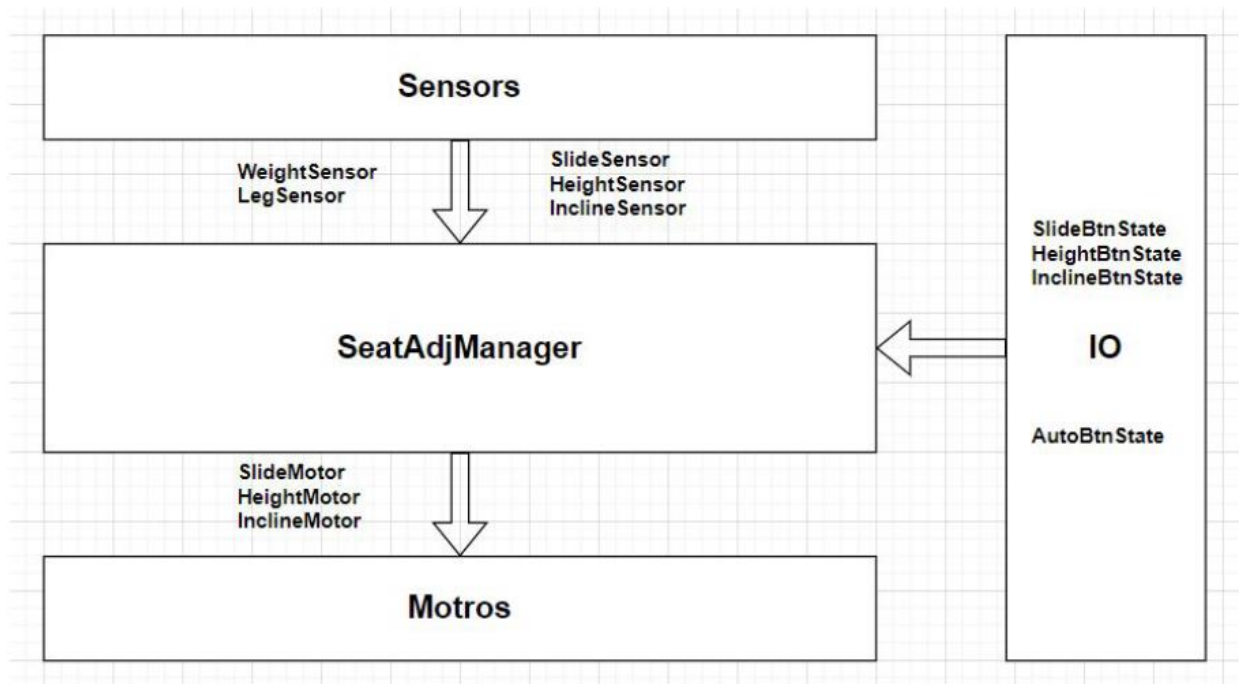 Sensors
WeightSensor
LegSensor
SlideSensor
HeightSensor
InclineSensor
SeatAdjManager
SlideBtnState
HeightBtnState
InclineBtnState
IO
AutoBtnState
SlideMotor
HeightMotor
InclineMotor
Motros